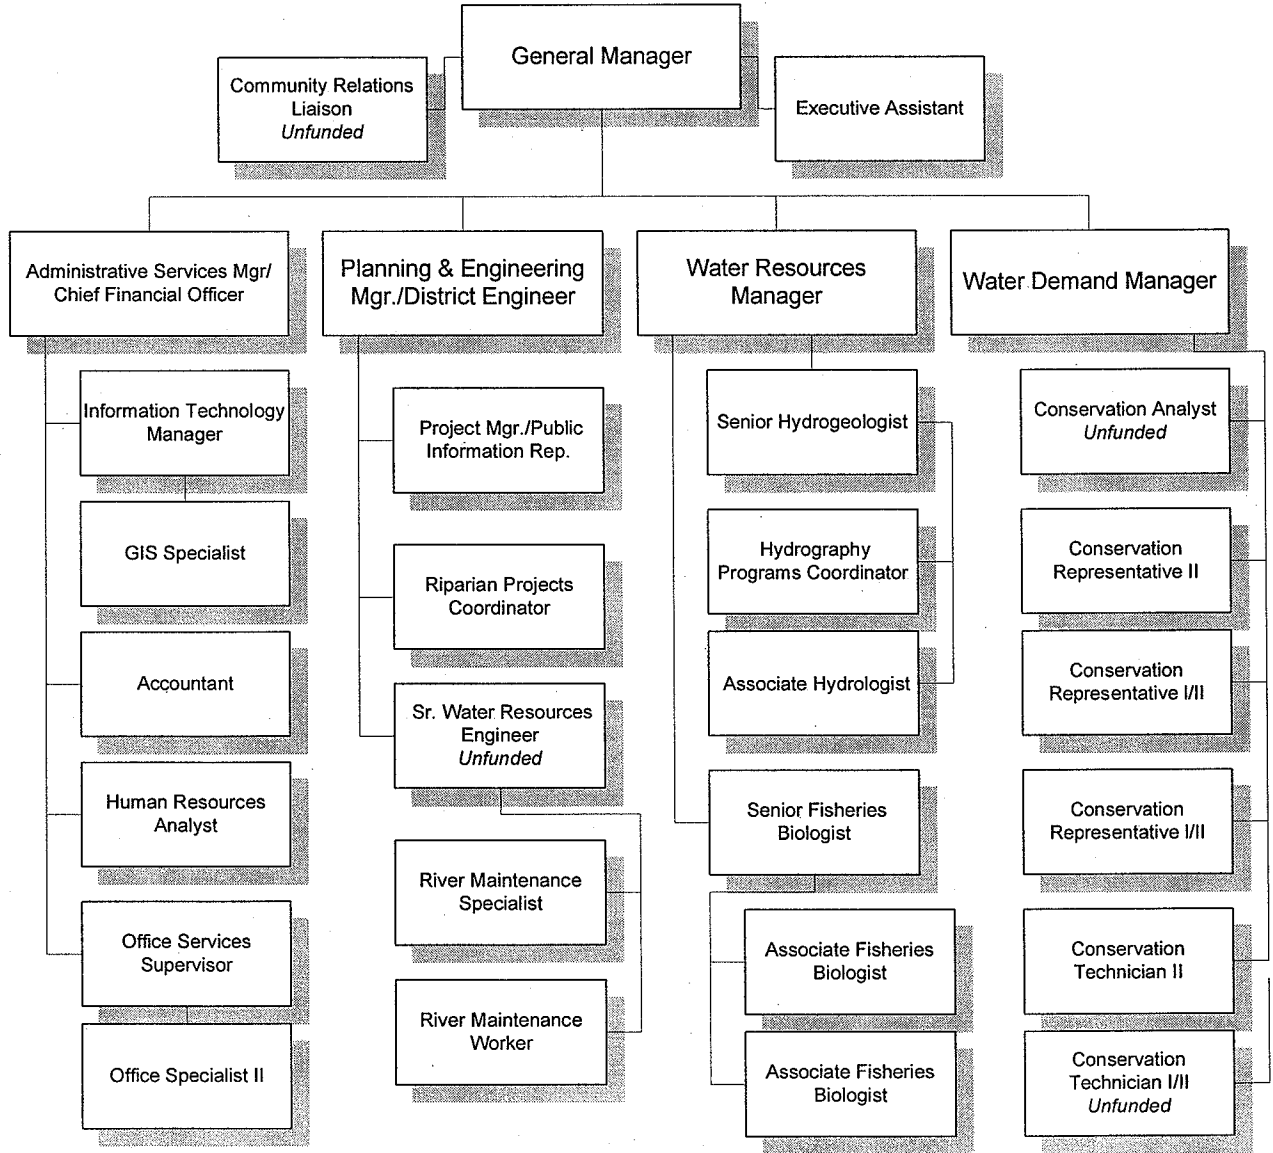 General Manager
Community Relations
Liaison
Unfunded
Executive Assistant
Administrative Services Mgr/
Chief Financial Officer
Planning & Engineering
Mgr./District Engineer
Water Resources
Manager
Water Demand Manager
Information Technology
Manager
GIS Specialist
Accountant
Human Resources
Analyst
Office Services
Supervisor
Office Specialist II
Project Mgr./Public
Information Rep.
Riparian Projects
Coordinator
Sr. Water Resources
Engineer
Unfunded
River Maintenance
Specialist
River Maintenance
Worker
Senior Hydrogeologist
Hydrography
Programs Coordinator
Associate Hydrologist
Senior Fisheries
Biologist
Associate Fisheries
Biologist
Associate Fisheries
Biologist
Conservation Analyst
Unfunded
Conservation
Representative II
Conservation
Representative I/II
Conservation
Representative I/II
Conservation
Technician II
Conservation
Technician I/II
Unfunded